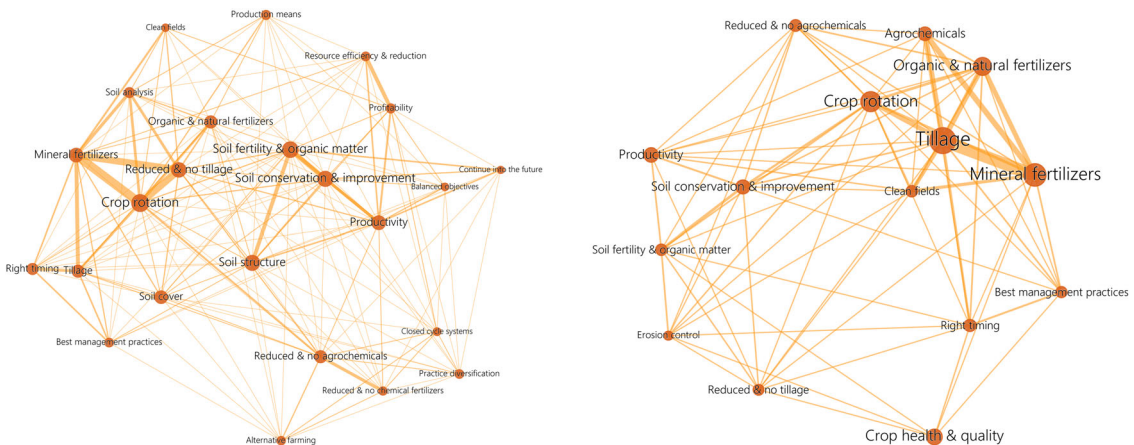 Production means
Clean fields
Resource efficiency & reduction
Soil analysis
Profitability
Organic & natural fertilizers
Soil fertility & organic matter
Mineral fertilizers
Reduced & no tillage
Continue into the future
Soil conservation & improvement
Balanced objectives
Crop rotation
Productivity
Soil structure
Right timing
Tillage
Soil cover
Closed cycle systems
Best management practices
Reduced & no agrochemicals
Practice diversification
Reduced & no chemical fertilizers
Alternative farming
Reduced & no agrochemicals
Agrochemicals
Organic & natural fertilizers
Crop rotation
Tillage
Productivity
Mineral fertilizers
Soil conservation & improvement
Clean fields
Soil fertility & organic matter
Best management practices
Right timing
Erosion control
Reduced & no tillage
Crop health & quality